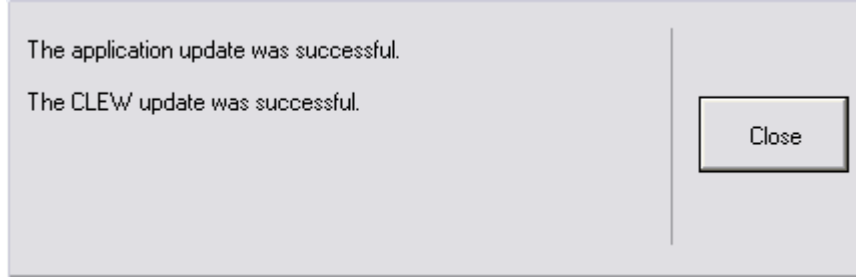 The application update was successful.
The CLEW update was successful.
Close